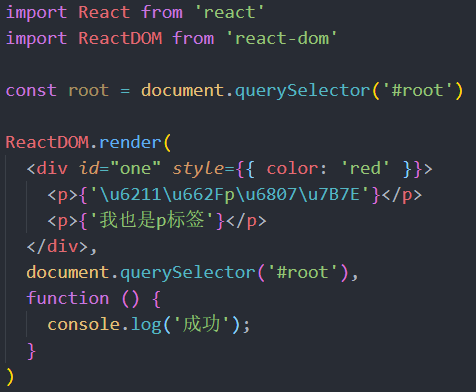 import React from 'react'
import ReactDOM from 'react-dom'
const root = document.querySelector('#root')
ReactDOM.render(
<div id="one" style={{ color: 'red' }}>
<p>{'\u6211\u662Fp\u6807\u7B7E'}</p>
<p>{'我也是p标签'}</p>
</div>,
document.querySelector('#root'),
function () {
console.log('成功');
}
)